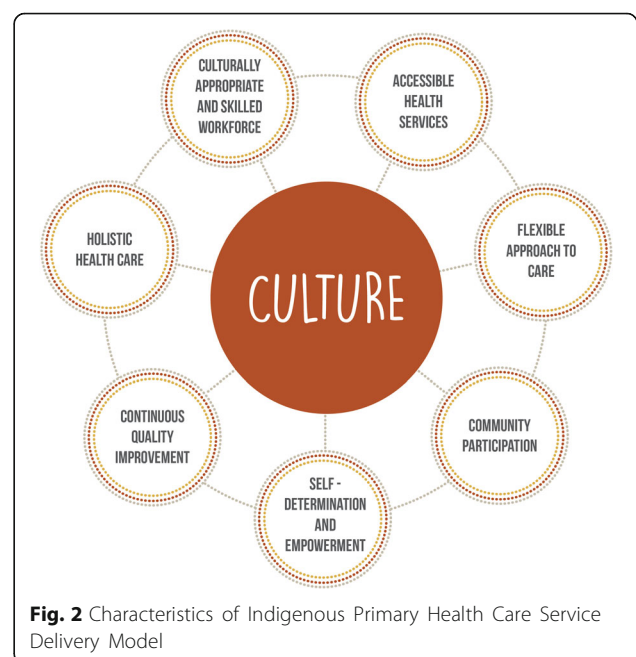 CULTURALLY
APPROPRIATE
AND SKILLED
WORKFORCE
ACCESSIBLE
HEALTH
SERVICES
HOLISTIC
HEALTH CARE
FLEXIBLE
APPROACH TO
CARE
CULTURE
CONTINUOUS
QUALITY
IMPROVEMENT
COMMUNITY
PARTICIPATION
SELF -
DETERMINATION
AND
EMPOWERMENT
Fig. 2 Characteristics of Indigenous Primary Health Care Service
Delivery Model